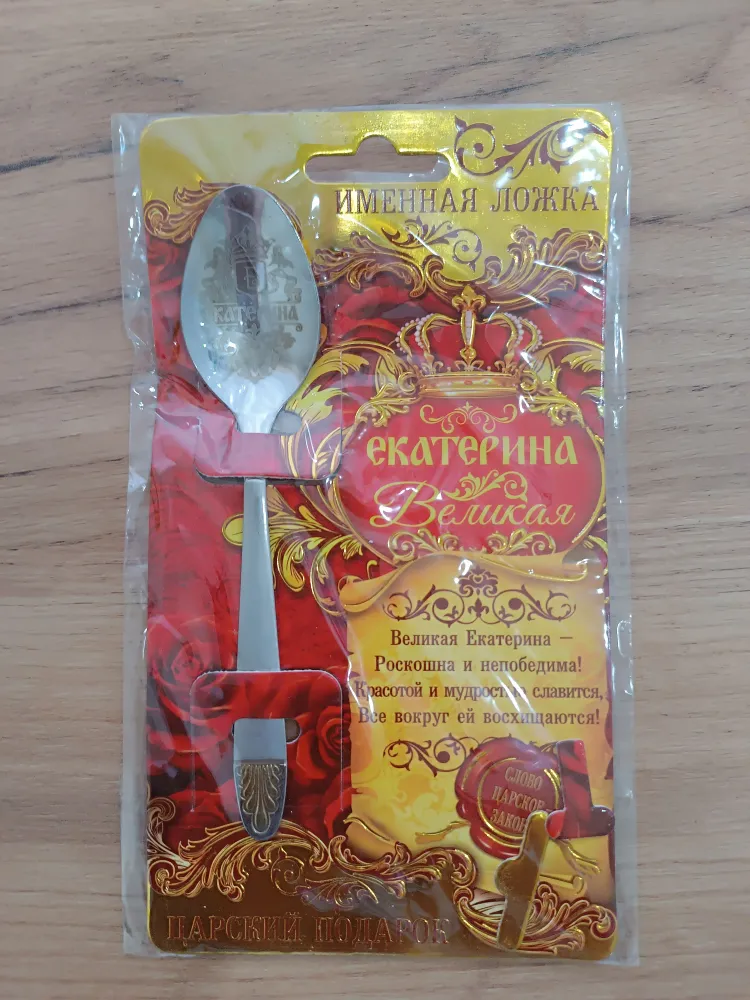 ИМЕННАЯ ЛОЖКА
ЕКАТЕРИНА
ЕКАТЕРИНА
Великая
Великая Екатерина —
Роскошна и непобедима!
Красотой и мудростью славится,
Все вокруг ей восхищаются!
СЛОВО
ЦАРСКОЕ
ЗАКОН
ЦАРСКИЙ ПОДАРОК